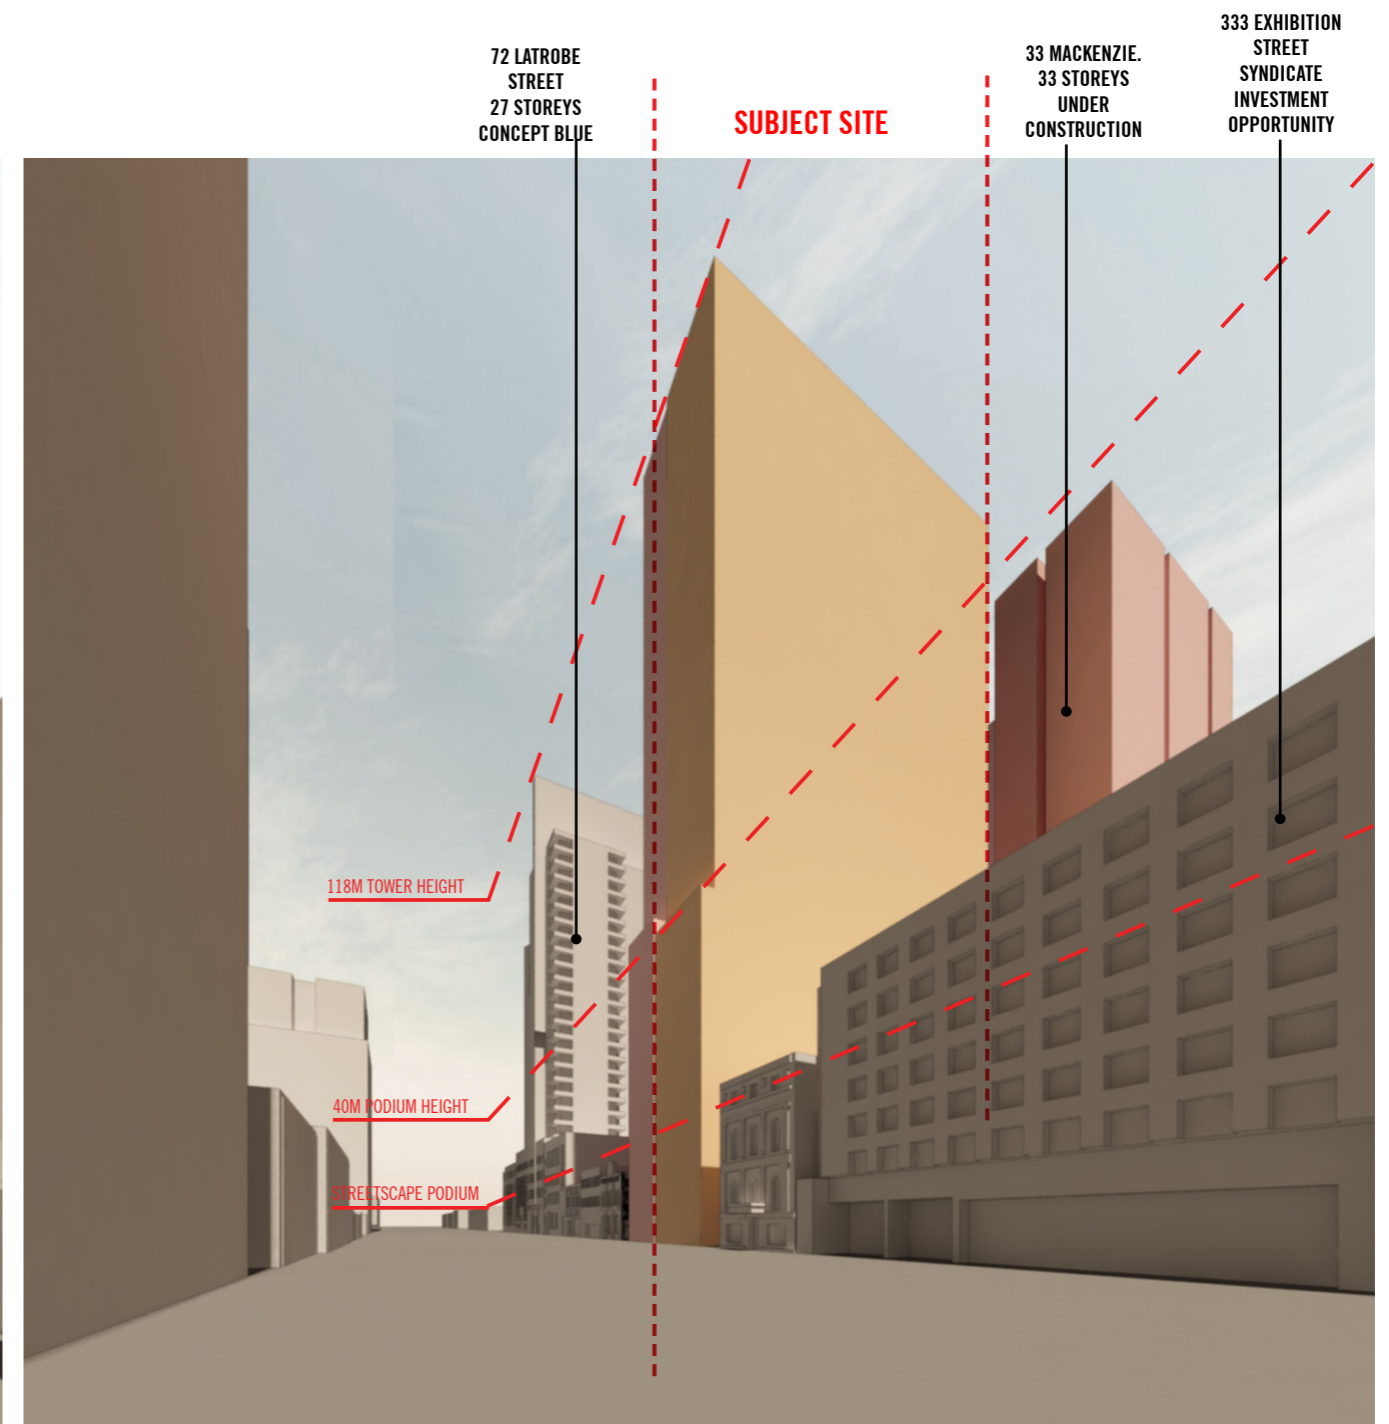 72 LATROBE
STREET
27 STOREYS
CONCEPT BLUE
SUBJECT SITE
33 MACKENZIE.
33 STOREYS
UNDER
CONSTRUCTION
333 EXHIBITION
STREET
SYNDICATE
INVESTMENT
OPPORTUNITY
118M TOWER HEIGHT
40M PODIUM HEIGHT
STREETSCAPE PODIUM